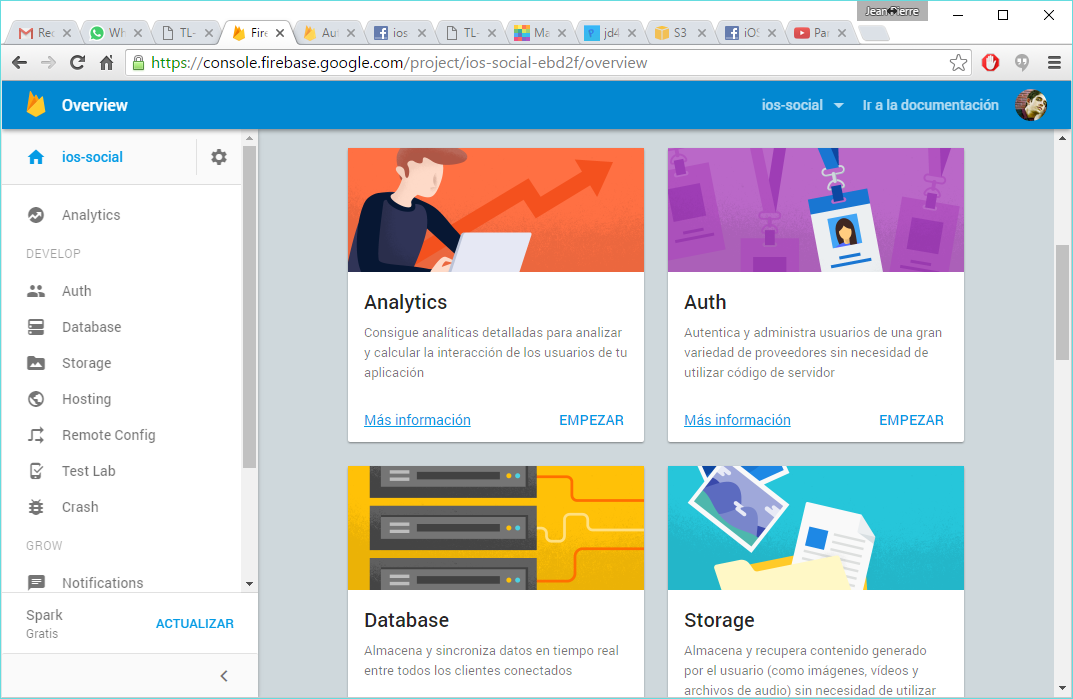 Jean Pierre
Rec
Wh
TL-
Fire
Aut
ios
TL-
Ma
jd4
S3
iOS
Par
https://console.firebase.google.com/project/ios-social-ebd2f/overview
Overview
ios-social
Ir a la documentación
ios-social
Analytics
DEVELOP
Auth
Database
Storage
Hosting
Remote Config
Test Lab
Crash
GROW
Notifications
Spark
Gratis
ACTUALIZAR
Analytics
Consigue analíticas detalladas para analizar
y calcular la interacción de los usuarios de tu
aplicación
Más información
EMPEZAR
Auth
Autentica y administra usuarios de una gran
variedad de proveedores sin necesidad de
utilizar código de servidor
Más información
EMPEZAR
Database
Almacena y sincroniza datos en tiempo real
entre todos los clientes conectados
Storage
Almacena y recupera contenido generado
por el usuario (como imágenes, vídeos y
archivos de audio) sin necesidad de utilizar